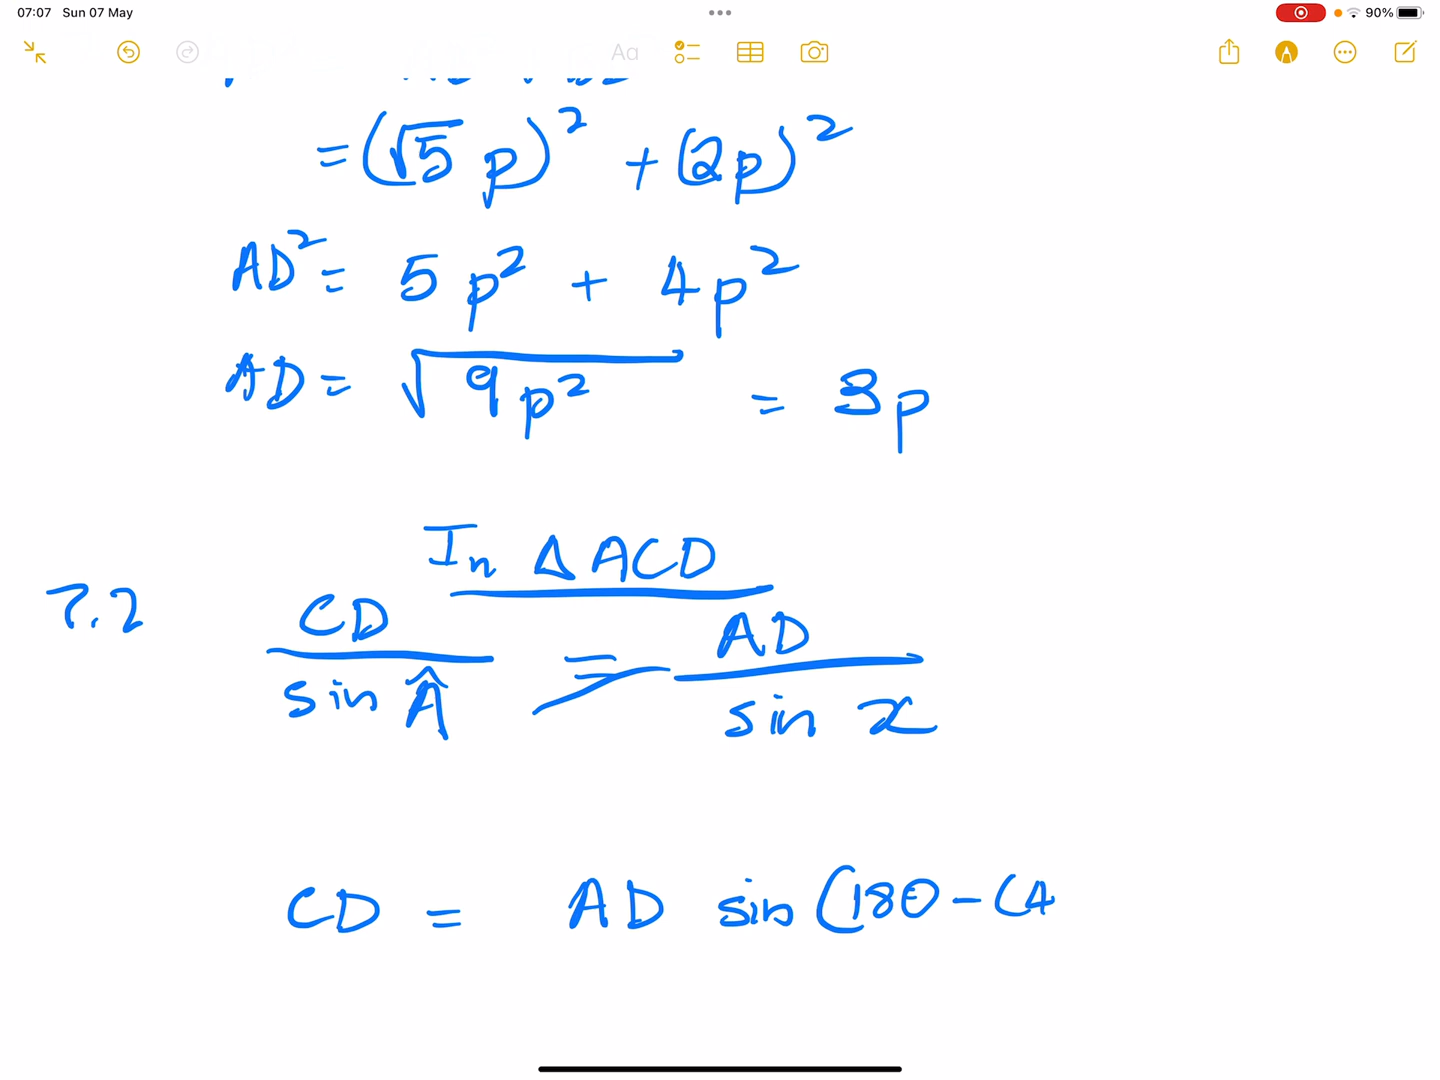 07:07 Sun 07 May
90%
Aa
= (√5 p)² + (2p)²
AD² = 5p² + 4p²
AD = √9p² = 3p
7.2
In ΔACD
CD / sin Â = AD / sin x
CD = AD sin (180 - (4